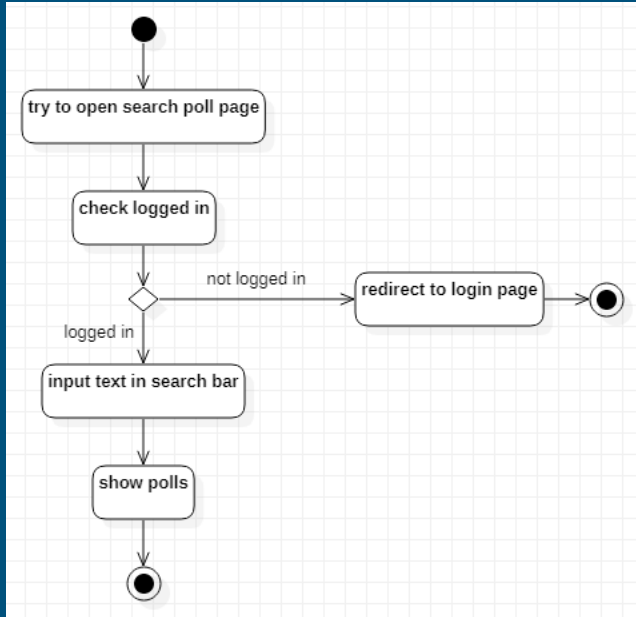 try to open search poll page
check logged in
not logged in
redirect to login page
logged in
input text in search bar
show polls